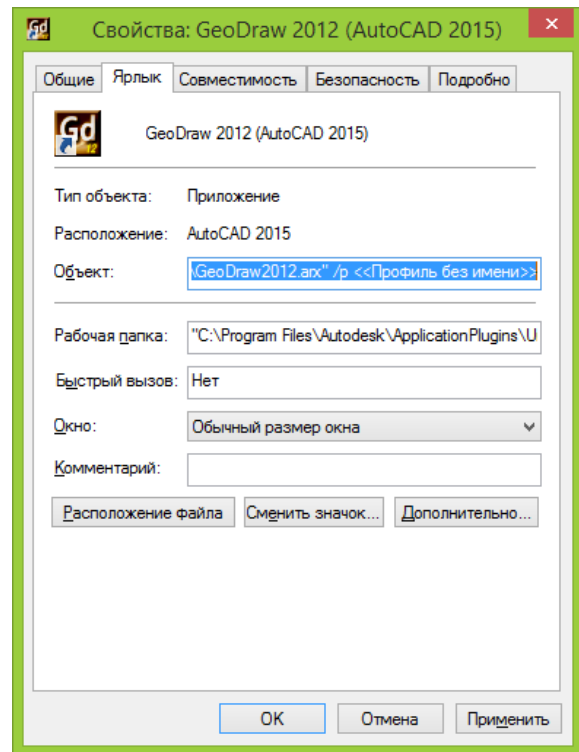 Свойства: GeoDraw 2012 (AutoCAD 2015)
Общие Ярлык Совместимость Безопасность Подробно
Gd 12 GeoDraw 2012 (AutoCAD 2015)
Тип объекта: Приложение
Расположение: AutoCAD 2015
Объект: \GeoDraw2012.arx" /p <<Профиль без имени>>
Рабочая папка: "C:\Program Files\Autodesk\ApplicationPlugins\U
Быстрый вызов: Нет
Окно: Обычный размер окна
Комментарий:
Расположение файла Сменить значок... Дополнительно...
OK Отмена Применить